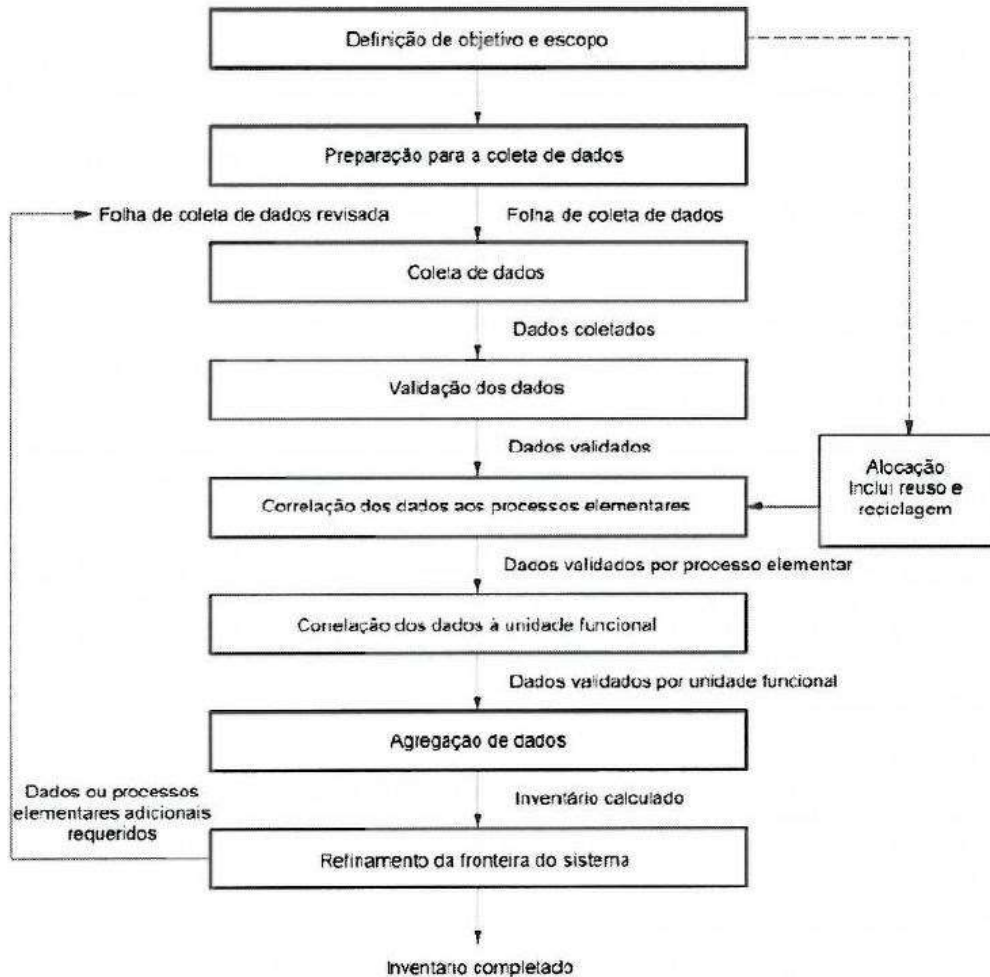 Definição de objetivo e escopo
Preparação para a coleta de dados
Folha de coleta de dados revisada
Folha de coleta de dados
Coleta de dados
Dados coletados
Validação dos dados
Dados validados
Alocação
Inclui reuso e
reciclagem
Correlação dos dados aos processos elementares
Dados validados por processo elementar
Correlação dos dados à unidade funcional
Dados validados por unidade funcional
Agregação de dados
Inventário calculado
Dados ou processos
elementares adicionais
requeridos
Refinamento da fronteira do sistema
Inventário completado